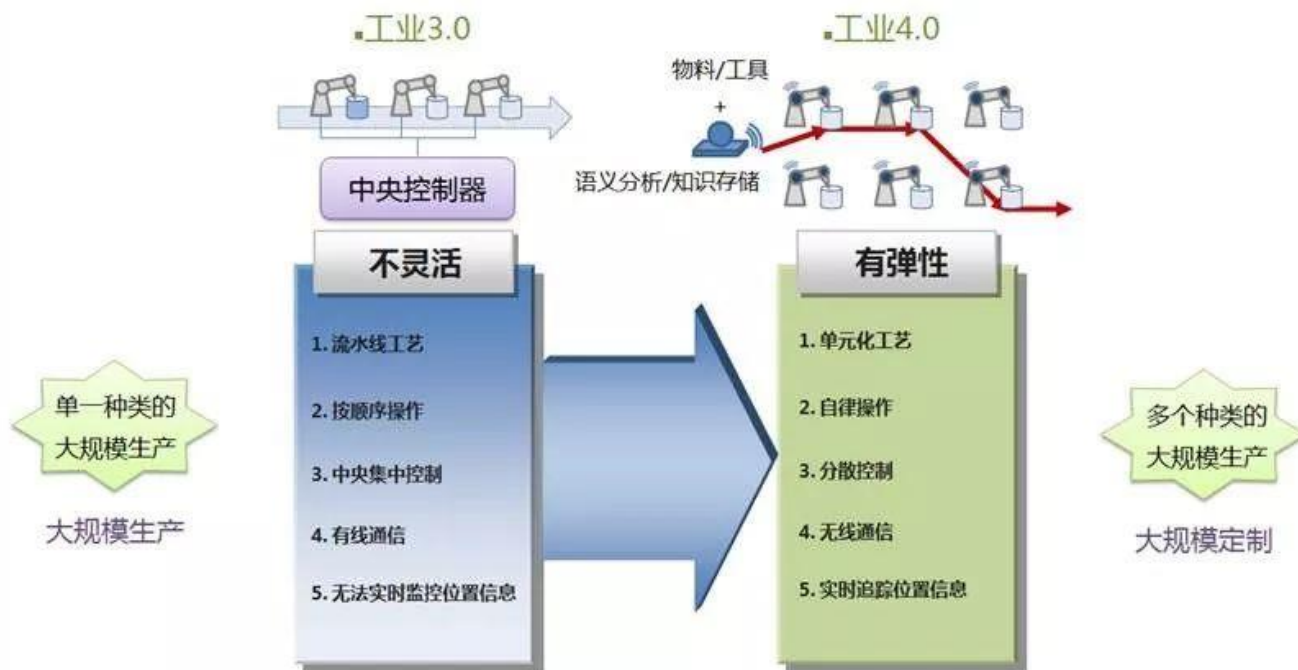 ▪工业3.0
▪工业4.0
物料/工具
+
语义分析/知识存储
中央控制器
不灵活
有弹性
1. 流水线工艺
2. 按顺序操作
3. 中央集中控制
4. 有线通信
5. 无法实时监控位置信息
1. 单元化工艺
2. 自律操作
3. 分散控制
4. 无线通信
5. 实时追踪位置信息
单一种类的
大规模生产
大规模生产
多个种类的
大规模生产
大规模定制